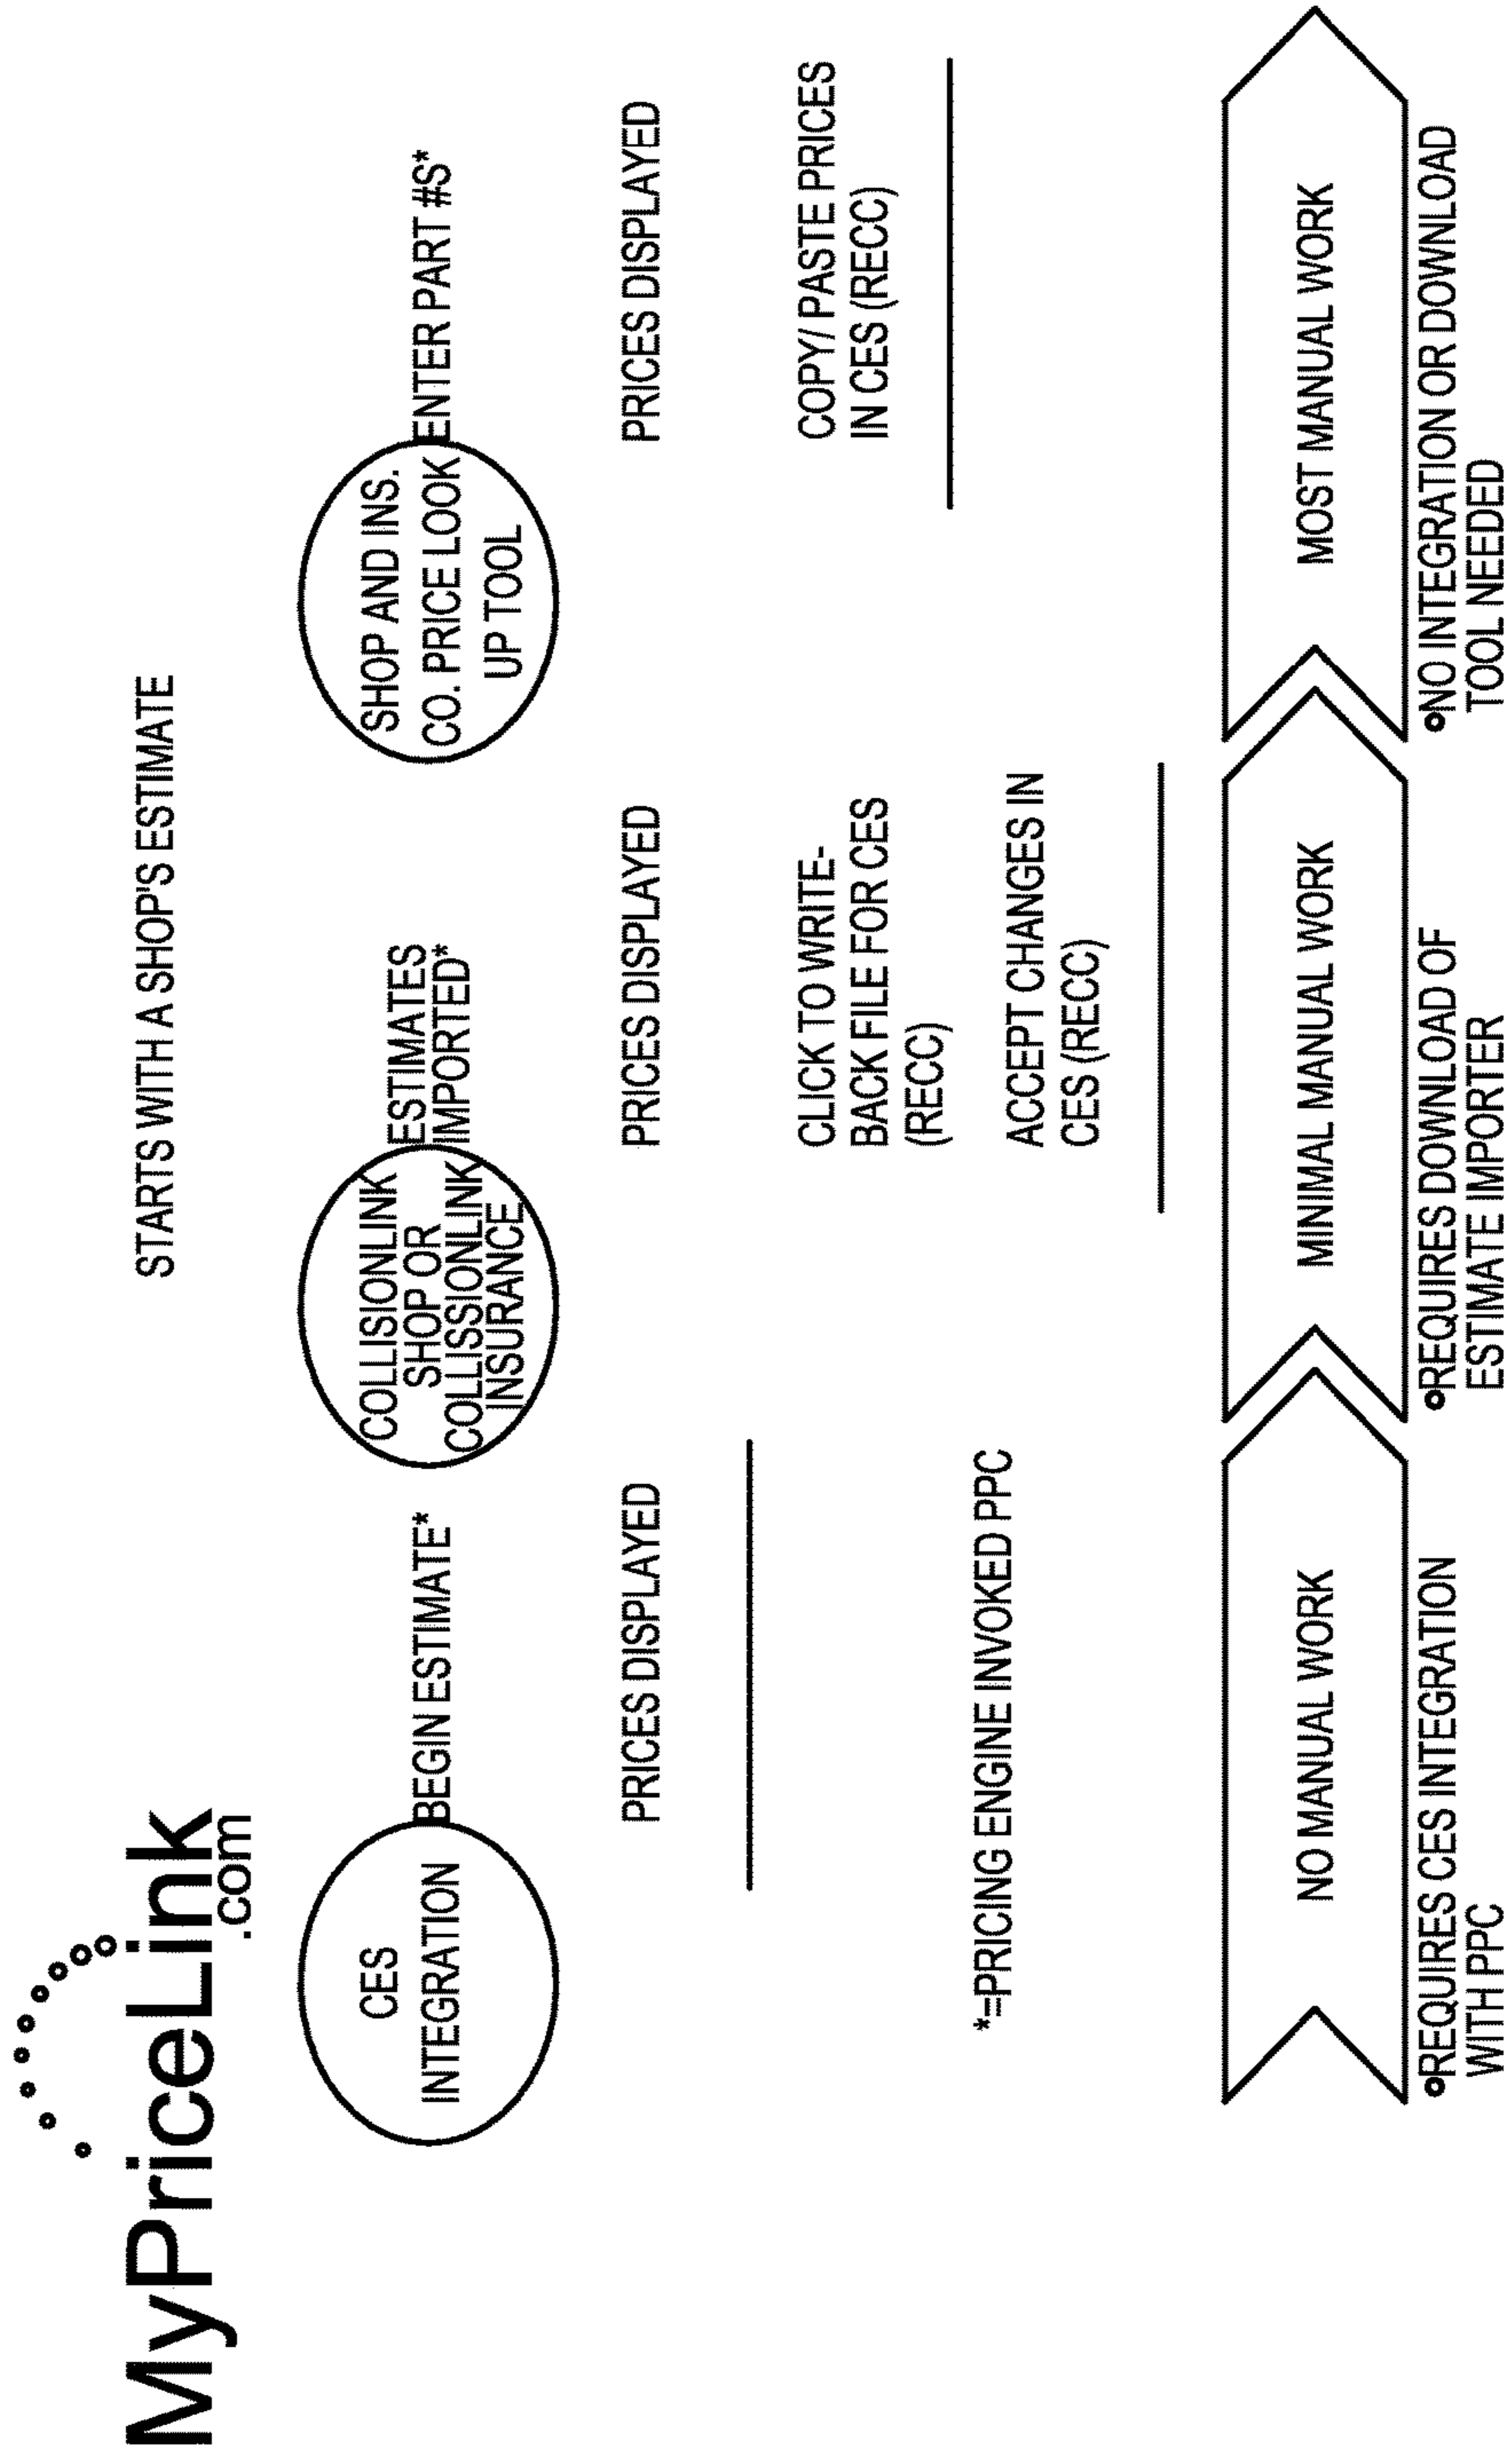 MyPriceLink
.com
STARTS WITH A SHOP'S ESTIMATE
CES
INTEGRATION
BEGIN ESTIMATE*
PRICES DISPLAYED
COLLISIONLINK
SHOP OR
COLLISSIONLINK
INSURANCE
ESTIMATES
IMPORTED*
PRICES DISPLAYED
CLICK TO WRITE-
BACK FILE FOR CES
(RECC)
ACCEPT CHANGES IN
CES (RECC)
SHOP AND INS.
CO. PRICE LOOK
UP TOOL
ENTER PART #S*
PRICES DISPLAYED
COPY/ PASTE PRICES
IN CES (RECC)
*=PRICING ENGINE INVOKED PPC
NO MANUAL WORK
REQUIRES CES INTEGRATION
WITH PPC
MINIMAL MANUAL WORK
REQUIRES DOWNLOAD OF
ESTIMATE IMPORTER
MOST MANUAL WORK
NO INTEGRATION OR DOWNLOAD
TOOL NEEDED